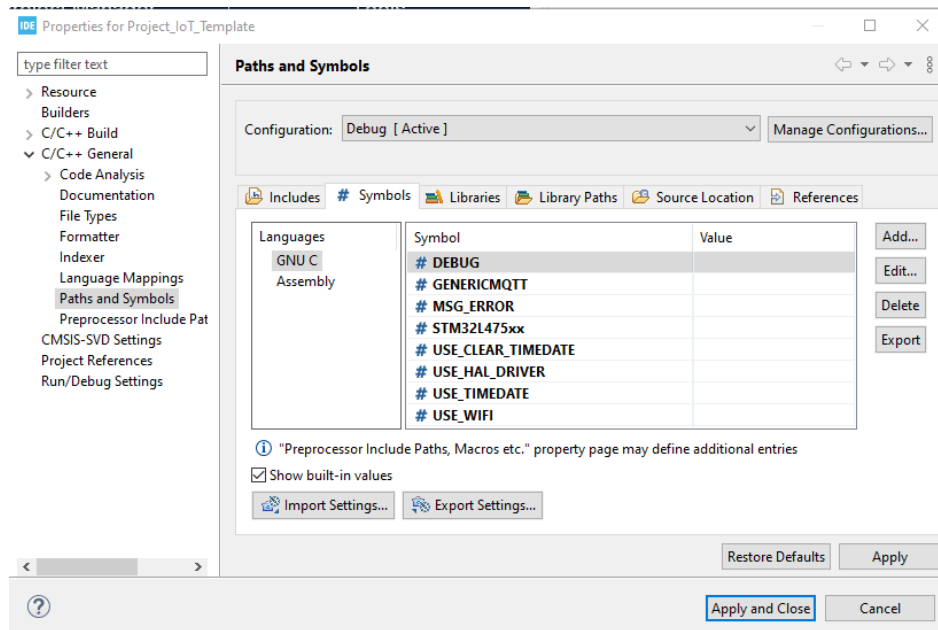 IDE Properties for Project_IoT_Template
type filter text
Resource
Builders
C/C++ Build
C/C++ General
Code Analysis
Documentation
File Types
Formatter
Indexer
Language Mappings
Paths and Symbols
Preprocessor Include Pat
CMSIS-SVD Settings
Project References
Run/Debug Settings
Paths and Symbols
Configuration: Debug [ Active ] Manage Configurations...
Includes # Symbols Libraries Library Paths Source Location References
Languages
GNU C
Assembly
Symbol Value
# DEBUG
# GENERICMQTT
# MSG_ERROR
# STM32L475xx
# USE_CLEAR_TIMEDATE
# USE_HAL_DRIVER
# USE_TIMEDATE
# USE_WIFI
Add...
Edit...
Delete
Export
"Preprocessor Include Paths, Macros etc." property page may define additional entries
Show built-in values
Import Settings... Export Settings...
Restore Defaults Apply
? Apply and Close Cancel